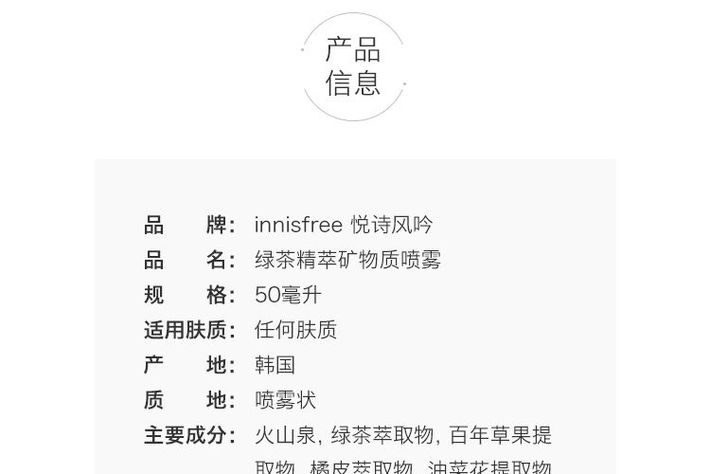 产品
信息
品 牌： innisfree 悦诗风吟
品 名： 绿茶精萃矿物质喷雾
规 格： 50毫升
适用肤质： 任何肤质
产 地： 韩国
质 地： 喷雾状
主要成分： 火山泉, 绿茶萃取物, 百年草果提
取物, 橘皮萃取物, 油菜花提取物